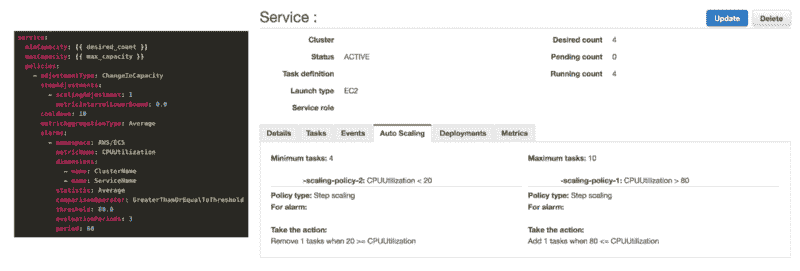 service:
minCapacity: {{ desired_count }}
maxCapacity: {{ max_capacity }}
policies:
- adjustmentType: ChangeInCapacity
stepAdjustments:
- scalingAdjustment: 1
metricIntervalLowerBound: 0.0
cooldown: 10
metricAggregationType: Average
alarms:
- namespace: AWS/ECS
metricName: CPUUtilization
dimensions:
- name: ClusterName
- name: ServiceName
statistic: Average
comparisonOperator: GreaterThanOrEqualToThreshold
threshold: 80.0
evaluationPeriods: 3
period: 60
Service :
Update Delete
Cluster Desired count 4
Status ACTIVE Pending count 0
Task definition Running count 4
Launch type EC2
Service role
Details Tasks Events Auto Scaling Deployments Metrics
Minimum tasks: 4 Maximum tasks: 10
-scaling-policy-2: CPUUtilization < 20 -scaling-policy-1: CPUUtilization > 80
Policy type: Step scaling Policy type: Step scaling
For alarm: For alarm:
Take the action: Take the action:
Remove 1 tasks when 20 >= CPUUtilization Add 1 tasks when 80 <= CPUUtilization